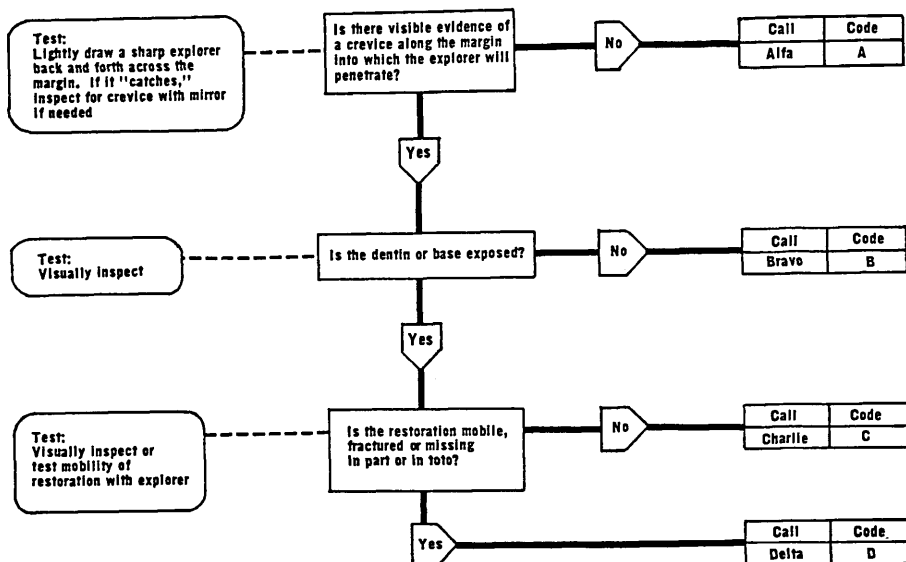 Test:
Lightly draw a sharp explorer
back and forth across the
margin. If it "catches,"
inspect for crevice with mirror
if needed
Is there visible evidence of
a crevice along the margin
into which the explorer will
penetrate?
No
Call Code
Alfa A
Yes
Test:
Visually inspect
Is the dentin or base exposed?
No
Call Code
Bravo B
Yes
Test:
Visually inspect or
test mobility of
restoration with explorer
Is the restoration mobile,
fractured or missing
in part or in toto?
No
Call Code
Charlie C
Yes
Call Code
Delta D